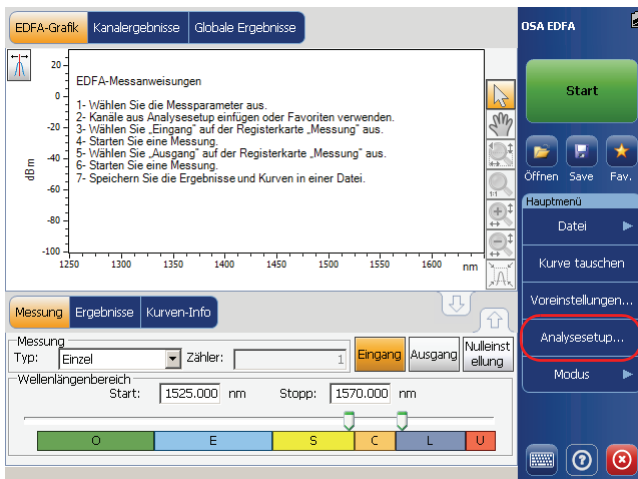 EDFA-Grafik Kanalergebnisse Globale Ergebnisse
OSA EDFA
EDFA-Messanweisungen
1- Wählen Sie die Messparameter aus.
2- Kanäle aus Analysesetup einfügen oder Favoriten verwenden.
3- Wählen Sie „Eingang" auf der Registerkarte „Messung" aus.
4- Starten Sie eine Messung.
5- Wählen Sie „Ausgang" auf der Registerkarte „Messung" aus.
6- Starten Sie eine Messung.
7- Speichern Sie die Ergebnisse und Kurven in einer Datei.
20
0
-20
-40
-60
-80
-100
dBm
1250 1300 1350 1400 1450 1500 1550 1600 nm
1:1
Messung Ergebnisse Kurven-Info
Messung
Typ: Einzel Zähler: 1 Eingang Ausgang Nulleinst
ellung
Wellenlängenbereich
Start: 1525.000 nm Stopp: 1570.000 nm
O E S C L U
Start
Öffnen Save Fav.
Hauptmenü
Datei
Kurve tauschen
Voreinstellungen...
Analysesetup...
Modus